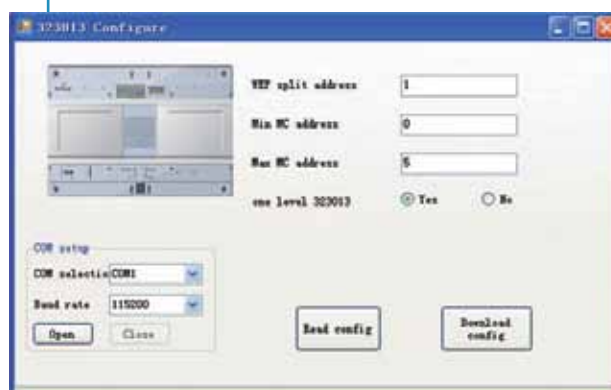 323013 Configure
VEF split address
1
Min MC address
0
Max MC address
5
one level 323013
Yes
No
COM setup
COM selectio
COM1
Baud rate
115200
Open
Close
Read config
Download
config